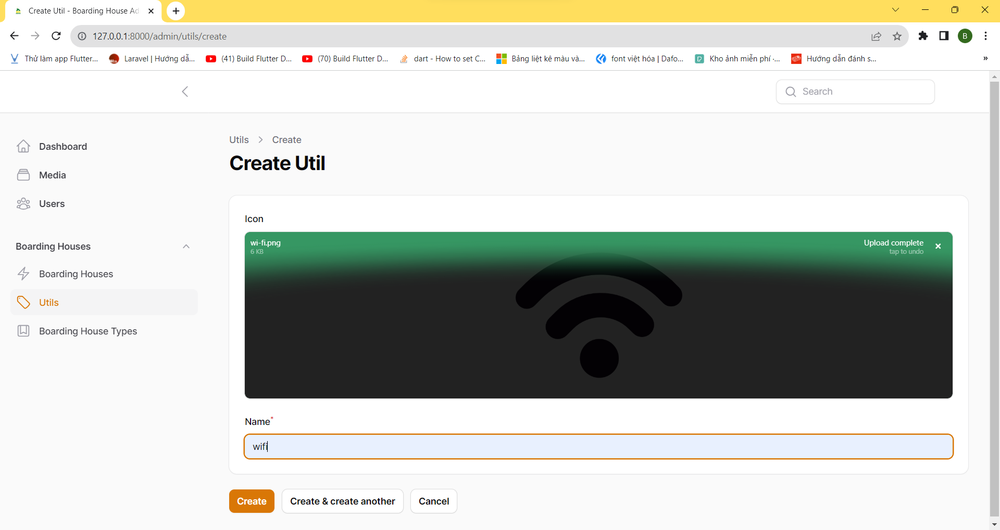 Create Util - Boarding House Ad
127.0.0.1:8000/admin/utils/create
B
Thử làm app Flutter...
Laravel | Hướng dẫ...
(41) Build Flutter D...
(70) Build Flutter D...
dart - How to set C...
Bảng liệt kê màu và...
font việt hóa | Dafo...
Kho ảnh miễn phí ·...
Hướng dẫn đánh s...
»
Search
Dashboard
Media
Users
Boarding Houses
Boarding Houses
Utils
Boarding House Types
Utils > Create
Create Util
Icon
wi-fi.png
6 KB
Upload complete
tap to undo
Name*
wifi
Create
Create & create another
Cancel